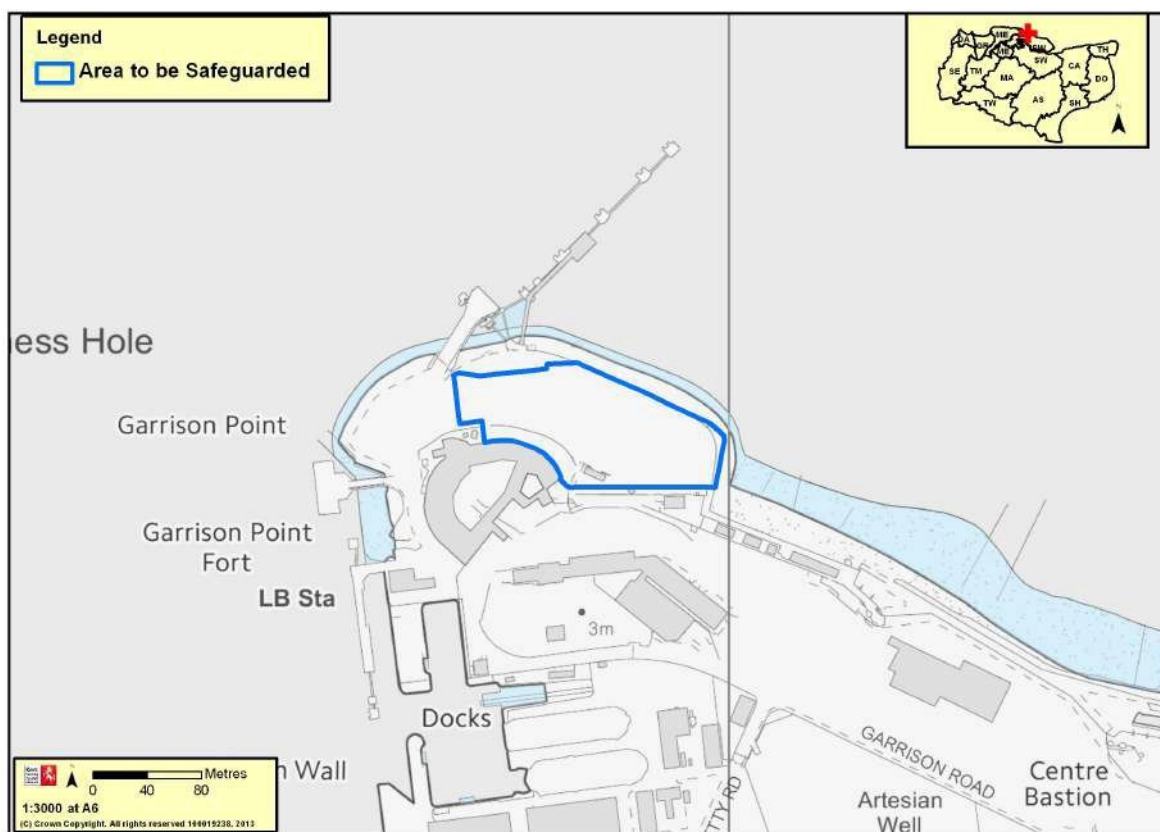 Legend
Area to be Safeguarded
SE
TM
MA
TW
AS
SH
CA
DO
TH
SW
N
ess Hole
Garrison Point
Garrison Point
Fort
LB Sta
3m
Docks
n Wall
GARRISON ROAD
TTY RD
Centre
Bastion
Artesian
Well
Metres
0 40 80
1:3000 at A6
(C) Crown Copyright. All rights reserved 100019238, 2013